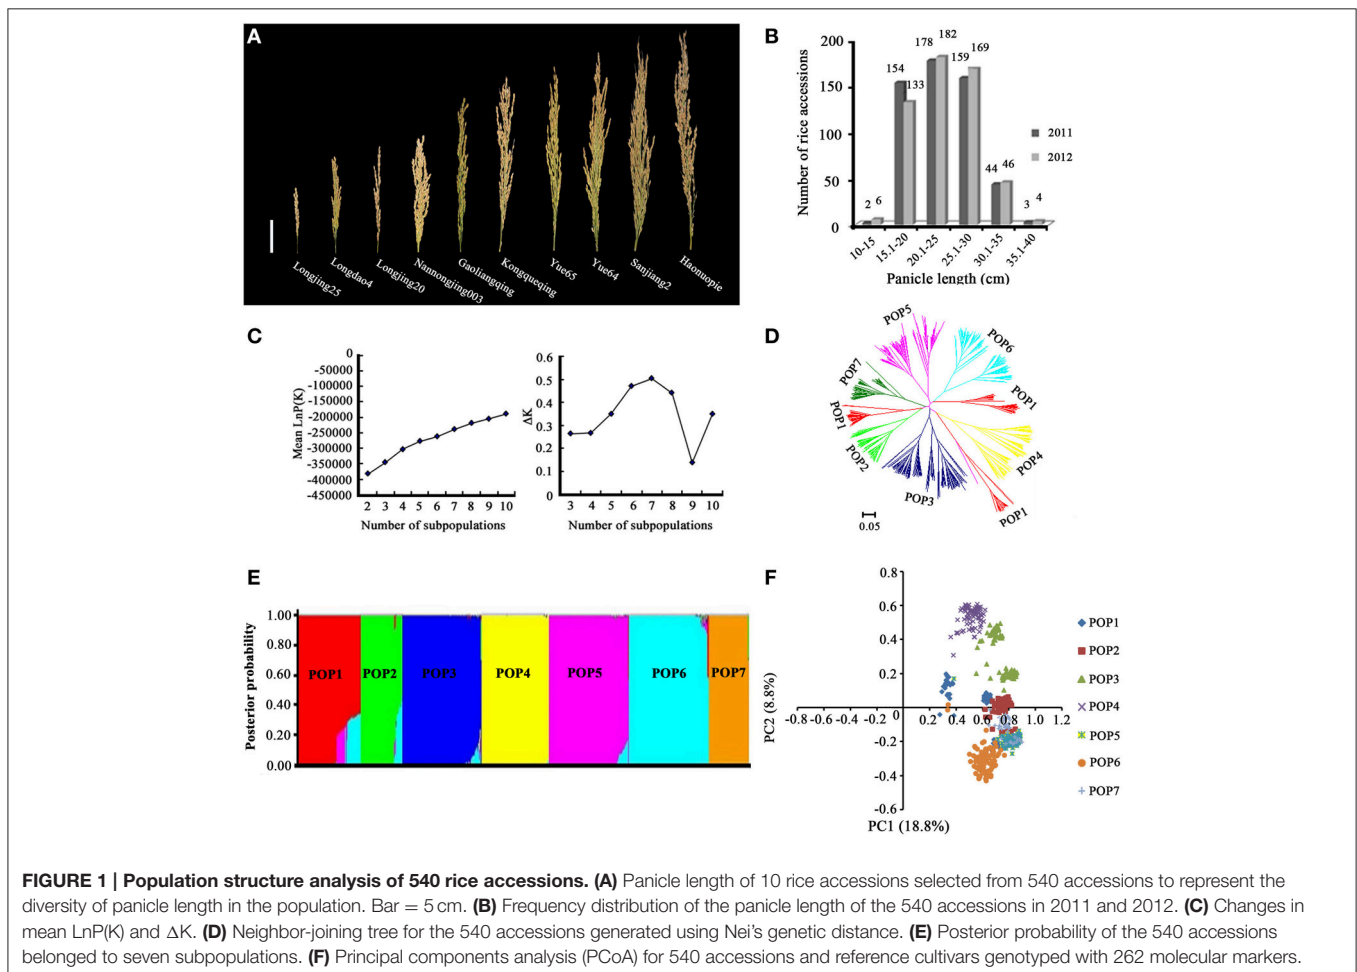 A
Longjing25
Longdao4
Longjing20
Nannongjing003
Gaoliangqing
Kongqueqing
Yue65
Yue64
Sanjiang2
Haonuopie
B
Number of rice accessions
200
150
100
50
0
2
6
154
133
178
182
159
169
44
46
3
4
2011
2012
10-15
15.1-20
20.1-25
25.1-30
30.1-35
35.1-40
Panicle length (cm)
C
Mean LnP(K)
0
-50000
-100000
-150000
-200000
-250000
-300000
-350000
-400000
-450000
2 3 4 5 6 7 8 9 10
Number of subpopulations
ΔK
0.6
0.5
0.4
0.3
0.2
0.1
0
3 4 5 6 7 8 9 10
Number of subpopulations
D
POP5
POP6
POP7
POP1
POP1
POP2
POP4
POP3
POP1
0.05
E
Posterior probability
1.00
0.80
0.60
0.40
0.20
0.00
POP1 POP2 POP3 POP4 POP5 POP6 POP7
F
PC2 (8.8%)
0.8
0.6
0.4
0.2
0
-0.2
-0.4
-0.6
-0.8 -0.6 -0.4 -0.2 0.2 0.4 0.6 0.8 1.0 1.2
PC1 (18.8%)
POP1
POP2
POP3
POP4
POP5
POP6
POP7
FIGURE 1 | Population structure analysis of 540 rice accessions. (A) Panicle length of 10 rice accessions selected from 540 accessions to represent the
diversity of panicle length in the population. Bar = 5 cm. (B) Frequency distribution of the panicle length of the 540 accessions in 2011 and 2012. (C) Changes in
mean LnP(K) and ΔK. (D) Neighbor-joining tree for the 540 accessions generated using Nei's genetic distance. (E) Posterior probability of the 540 accessions
belonged to seven subpopulations. (F) Principal components analysis (PCoA) for 540 accessions and reference cultivars genotyped with 262 molecular markers.